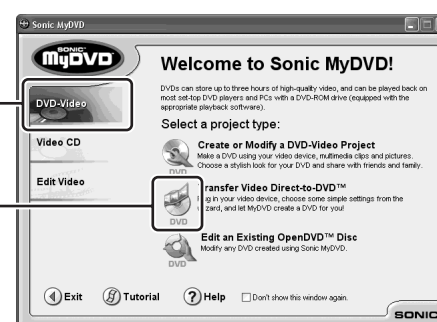 Sonic MyDVD
SONIC
MyDVD
Welcome to Sonic MyDVD!
DVDs can store up to three hours of high-quality video, and can be played back on
most set-top DVD players and PCs with a DVD-ROM drive (equipped with the
appropriate playback software).
Select a project type:
DVD-Video
Video CD
Edit Video
Create or Modify a DVD-Video Project
Make a DVD using your video device, multimedia clips and pictures.
Choose a stylish look for your DVD and share with friends and family.
DVD
ransfer Video Direct-to-DVD™
ug in your video device, choose some simple settings from the
zard, and let MyDVD create a DVD for you!
DVD
Edit an Existing OpenDVD™ Disc
Modify any DVD created using Sonic MyDVD.
DVD
Exit
Tutorial
? Help
Don't show this window again.
SONIC